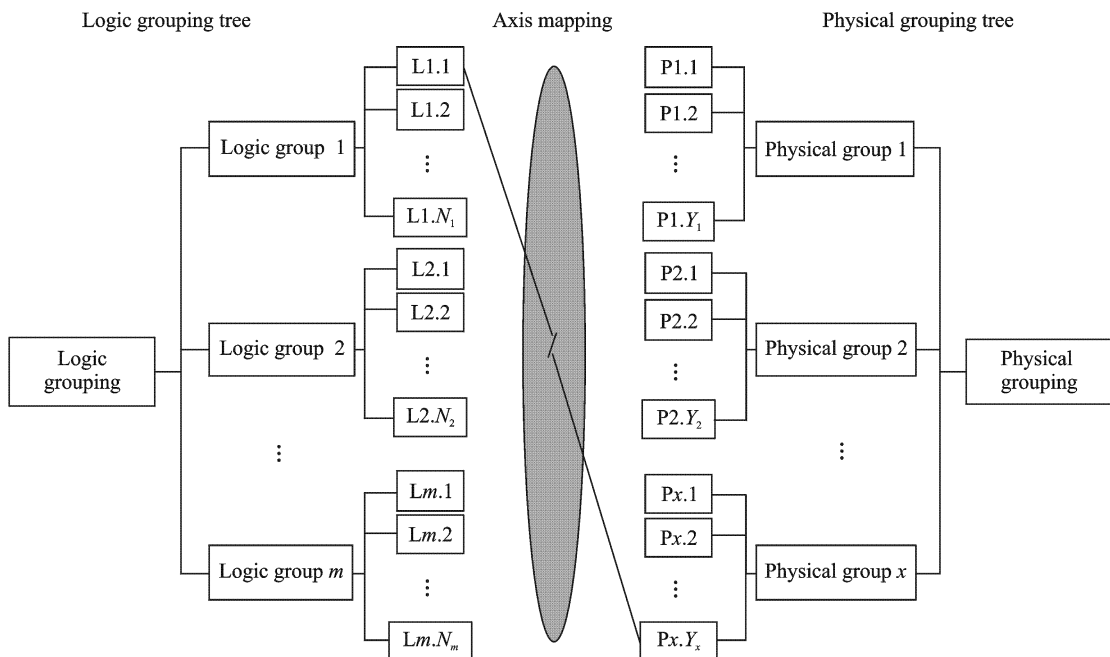 Logic grouping tree
Axis mapping
Physical grouping tree
Logic
grouping
Logic group 1
L1.1
L1.2
⋮
L1.N₁
Logic group 2
L2.1
L2.2
⋮
L2.N₂
⋮
Logic group m
Lm.1
Lm.2
⋮
Lm.Nₘ
P1.1
P1.2
⋮
P1.Y₁
Physical group 1
P2.1
P2.2
⋮
P2.Y₂
Physical group 2
⋮
Px.1
Px.2
⋮
Px.Yₓ
Physical group x
Physical
grouping